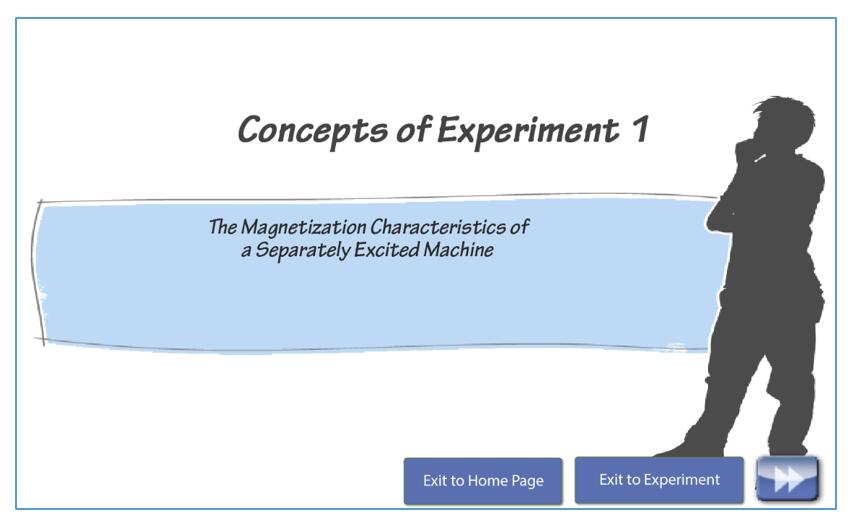 Concepts of Experiment 1
The Magnetization Characteristics of
a Separately Excited Machine
Exit to Home Page
Exit to Experiment